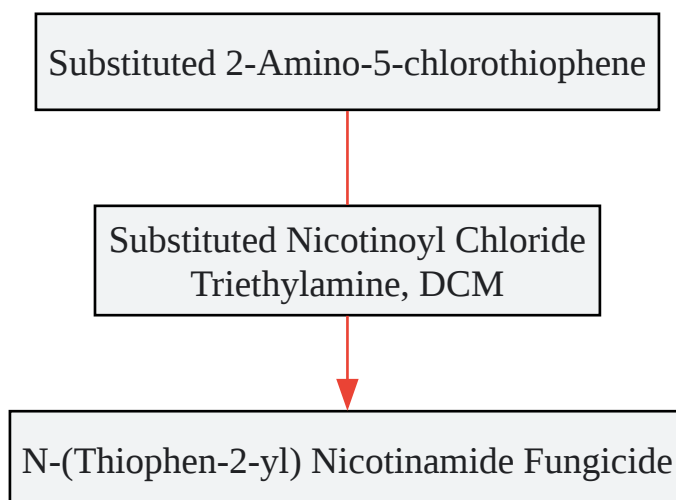 Substituted 2-Amino-5-chlorothiophene
Substituted Nicotinoyl Chloride
Triethylamine, DCM
N-(Thiophen-2-yl) Nicotinamide Fungicide